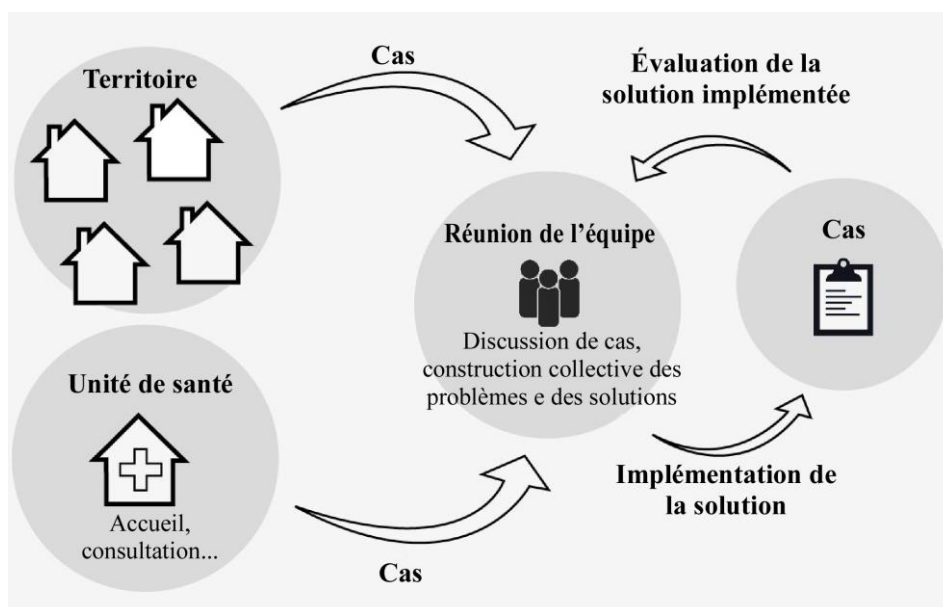 Territoire
Cas
Évaluation de la
solution implémentée
Réunion de l’équipe
Discussion de cas,
construction collective des
problèmes e des solutions
Cas
Unité de santé
Accueil,
consultation...
Cas
Implémentation de
la solution